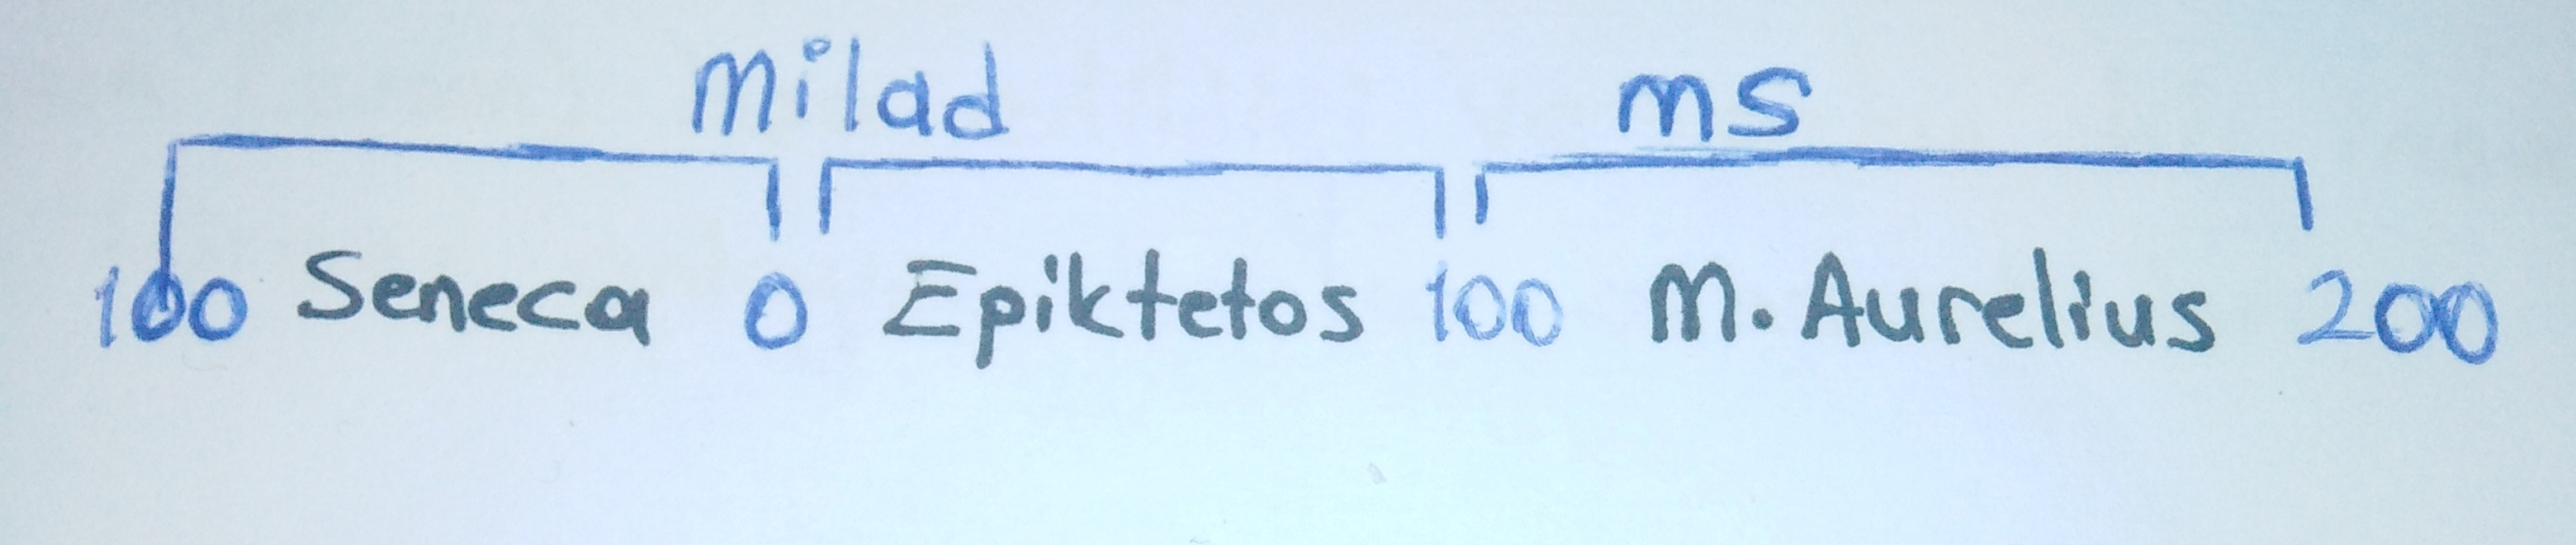 Milad ms
100 Seneca 0 Epiktetos 100 M. Aurelius 200